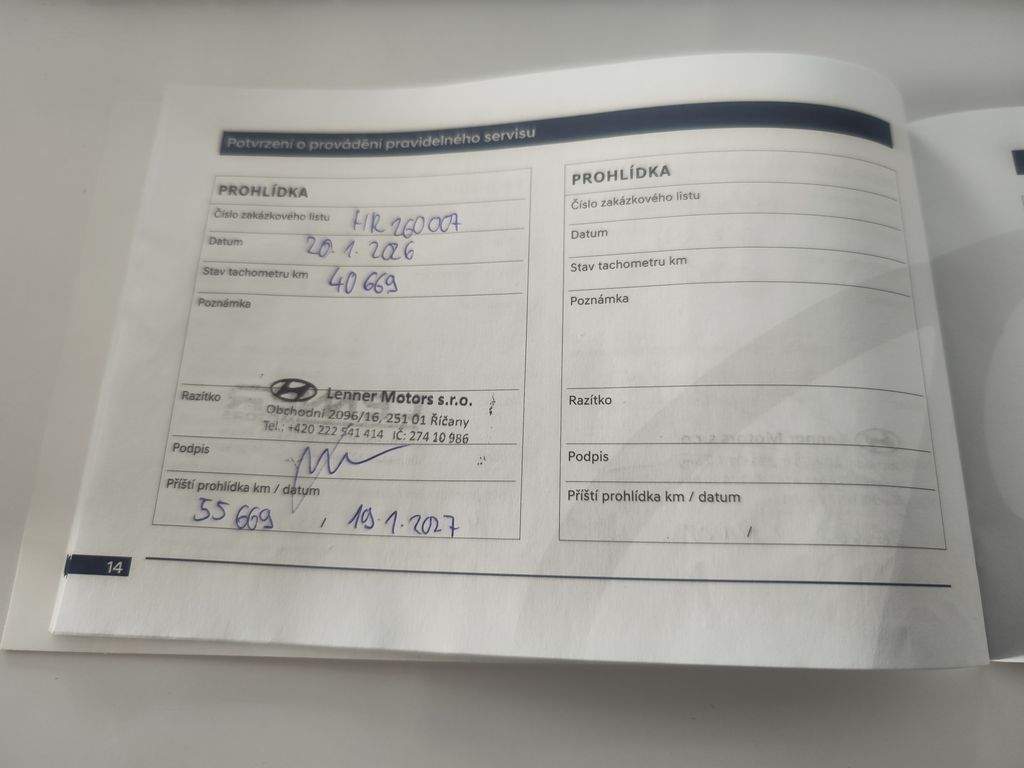 Potvrzení o provádění pravidelného servisu
PROHLÍDKA
Číslo zakázkového listu HR 260007
Datum 20.1.2026
Stav tachometru km 40 669
Poznámka
Razítko
Lenner Motors s.r.o.
Obchodní 2096/16, 251 01 Říčany
Tel.: +420 222 541 414 IČ: 274 10 986
Podpis
Příští prohlídka km / datum
55 669 / 19.1.2027
PROHLÍDKA
Číslo zakázkového listu
Datum
Stav tachometru km
Poznámka
Razítko
Podpis
Příští prohlídka km / datum
/
14